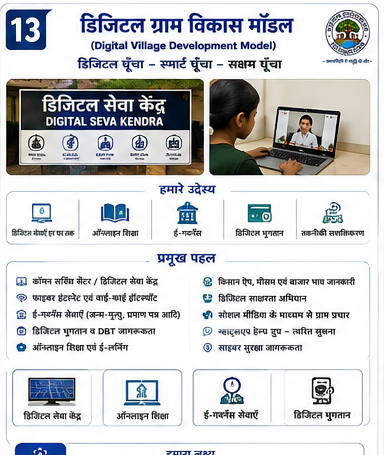 13
डिजिटल ग्राम विकास मॉडल
(Digital Village Development Model)
डिजिटल घूँचा – स्मार्ट घूँचा – सक्षम घूँचा
डिजिटल सेवा केंद्र
DIGITAL SEVA KENDRA
हमारे उद्देश्य
डिजिटल सेवाएँ हर घर तक
ऑनलाइन शिक्षा
ई-गवर्नेंस
डिजिटल भुगतान
तकनीकी सशक्तिकरण
प्रमुख पहल
कॉमन सर्विस सेंटर / डिजिटल सेवा केंद्र
फाइबर इंटरनेट एवं वाई-फाई हॉटस्पॉट
ई-गवर्नेंस सेवाएँ (जन्म-मृत्यु, प्रमाण पत्र आदि)
डिजिटल भुगतान व DBT जागरूकता
ऑनलाइन शिक्षा एवं ई-लर्निंग
किसान ऐप, मौसम एवं बाजार भाव जानकारी
डिजिटल साक्षरता अभियान
सोशल मीडिया के माध्यम से ग्राम प्रचार
व्हाट्सएप हेल्प ग्रुप – त्वरित सूचना
साइबर सुरक्षा जागरूकता
डिजिटल सेवा केंद्र
ऑनलाइन शिक्षा
ई-गवर्नेंस सेवाएँ
डिजिटल भुगतान
हमारा लक्ष्य